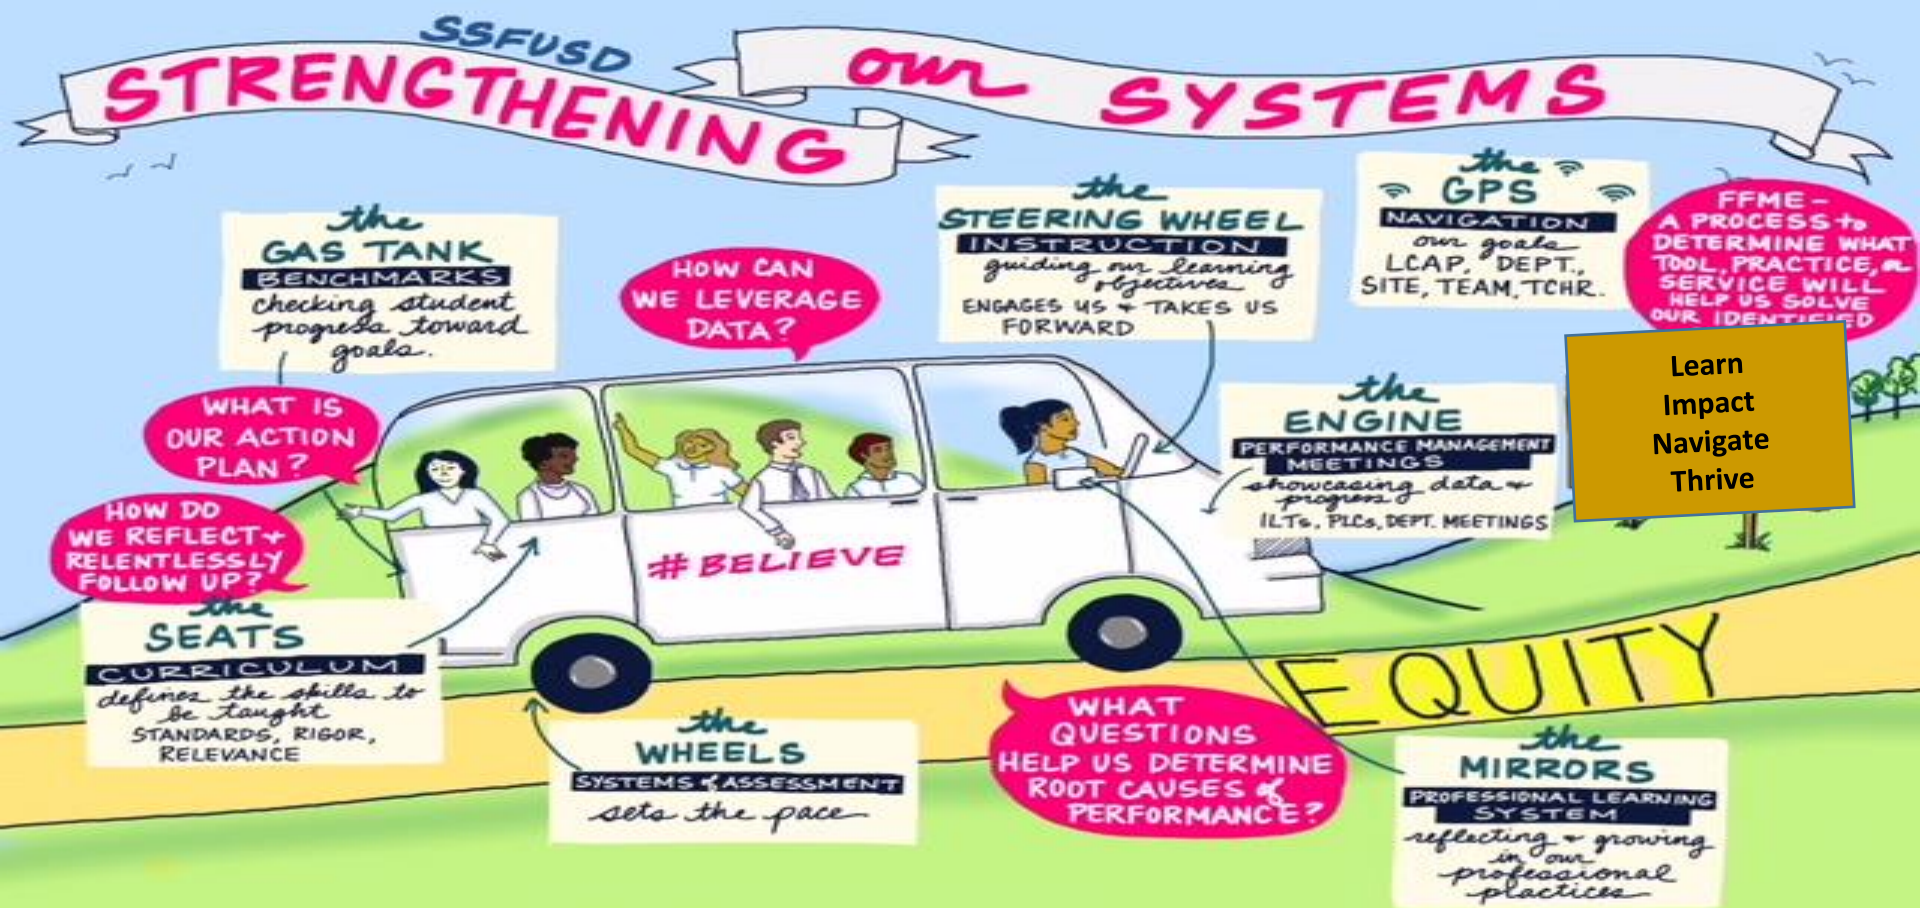 SSFUSD
STRENGTHENING
our SYSTEMS
the
GAS TANK
BENCHMARKS
checking student
progress toward
goals.
HOW CAN
WE LEVERAGE
DATA?
the
STEERING WHEEL
INSTRUCTION
guiding our learning
objectives
ENGAGES US + TAKES US
FORWARD
the
GPS
NAVIGATION
our goals
LCAP, DEPT.,
SITE, TEAM, TCHR.
FFME -
A PROCESS to
DETERMINE WHAT
TOOL, PRACTICE, or
SERVICE WILL
HELP US SOLVE
OUR IDENTIFIED
Learn
Impact
Navigate
Thrive
WHAT IS
OUR ACTION
PLAN?
the
ENGINE
PERFORMANCE MANAGEMENT
MEETINGS
showcasing data +
progress
ILTs, PLCs, DEPT. MEETINGS
HOW DO
WE REFLECT +
RELENTLESSLY
FOLLOW UP?
#BELIEVE
the
SEATS
CURRICULUM
defines the skills to
be taught
STANDARDS, RIGOR,
RELEVANCE
EQUITY
the
WHEELS
SYSTEMS of ASSESSMENT
sets the pace
WHAT
QUESTIONS
HELP US DETERMINE
ROOT CAUSES of
PERFORMANCE?
the
MIRRORS
PROFESSIONAL LEARNING
SYSTEM
reflecting + growing
in our
professional
practices